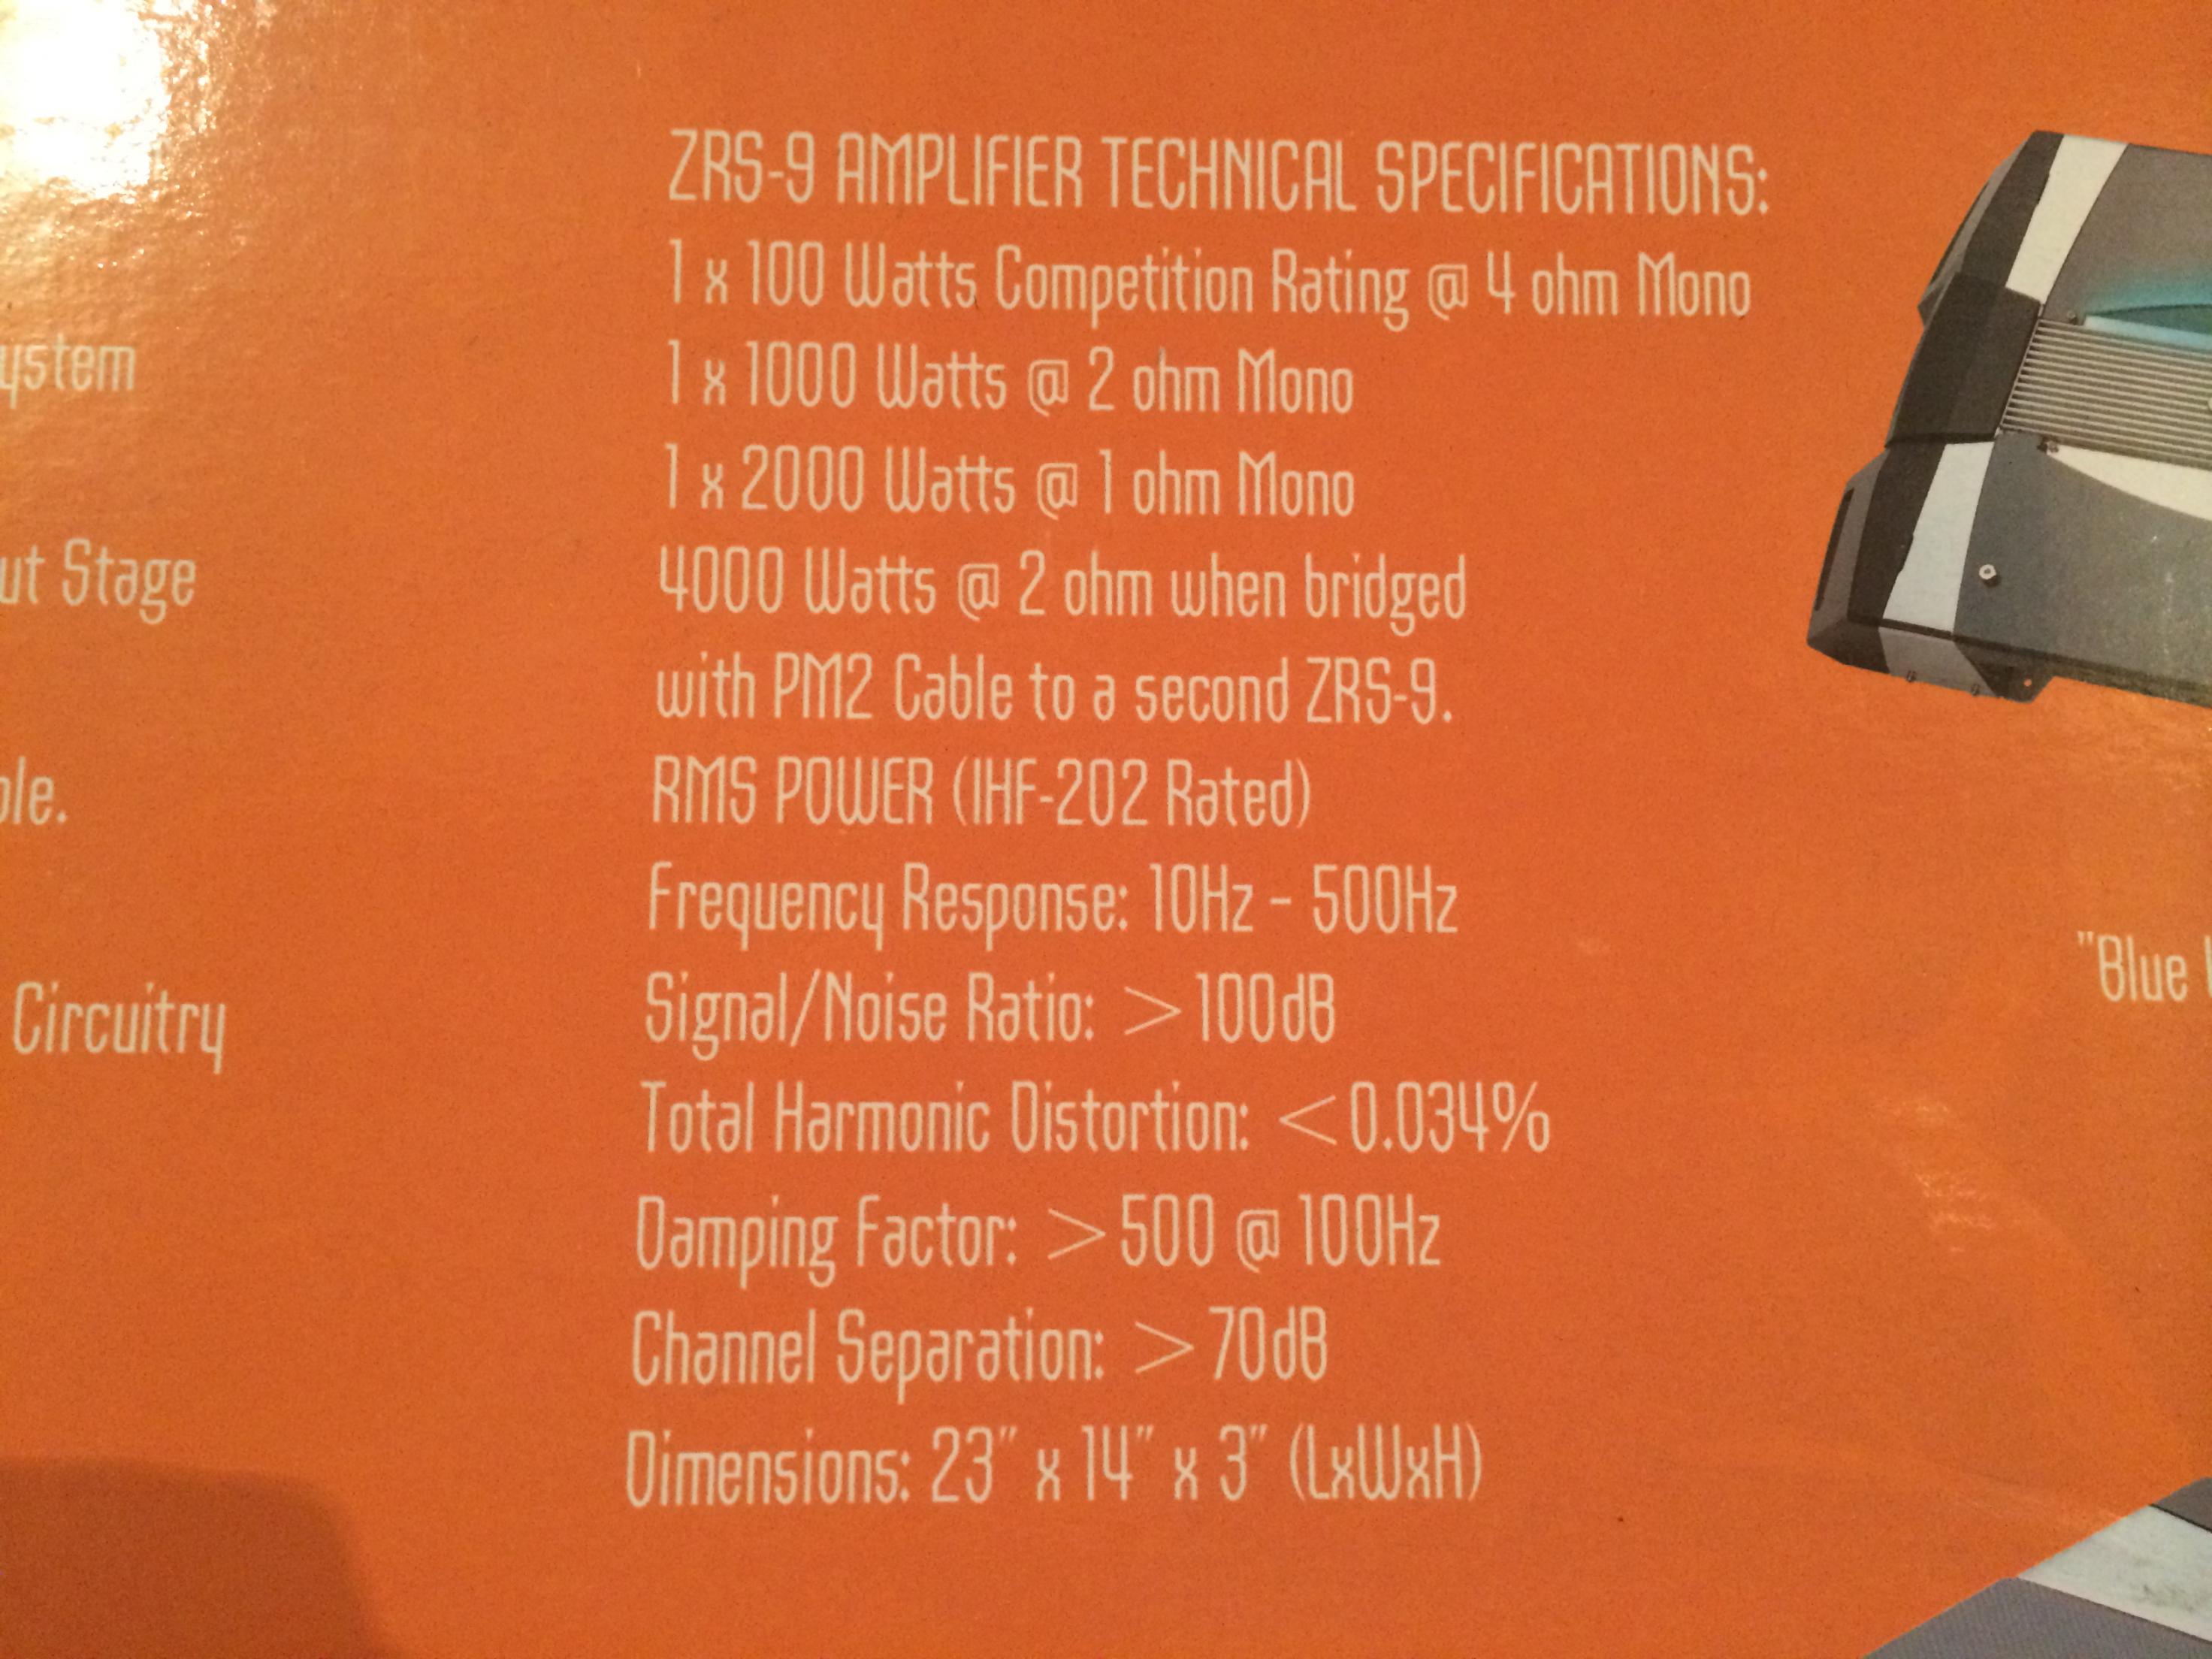 ZRS-9 AMPLIFIER TECHNICAL SPECIFICATIONS:
1 x 100 Watts Competition Rating @ 4 ohm Mono
1 x 1000 Watts @ 2 ohm Mono
1 x 2000 Watts @ 1 ohm Mono
4000 Watts @ 2 ohm when bridged
with PM2 Cable to a second ZRS-9.
RMS POWER (IHF-202 Rated)
Frequency Response: 10Hz - 500Hz
Signal/Noise Ratio: > 100dB
Total Harmonic Distortion: < 0.034%
Damping Factor: > 500 @ 100Hz
Channel Separation: > 70dB
Dimensions: 23" x 14" x 3" (LxWxH)
Stage
Circuitry
"Blue